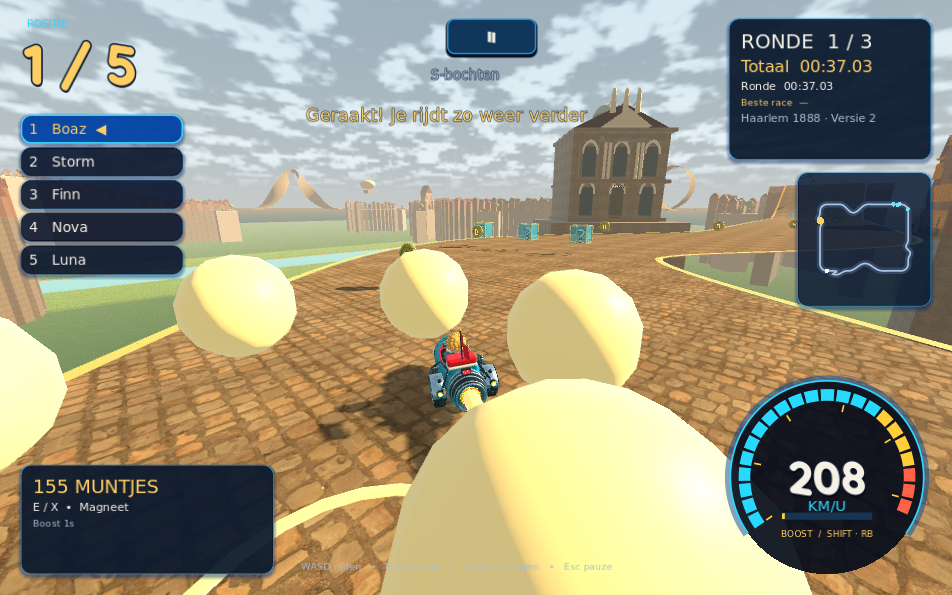 POSITIE
1/5
1 Boaz ◀
2 Storm
3 Finn
4 Nova
5 Luna
S-bochten
Geraakt! Je rijdt zo weer verder
RONDE 1 / 3
Totaal 00:37.03
Ronde 00:37.03
Beste race —
Haarlem 1888 · Versie 2
155 MUNTJES
E / X • Magneet
Boost 1s
208
KM/U
BOOST / SHIFT · RB
WASD • • Esc pauze